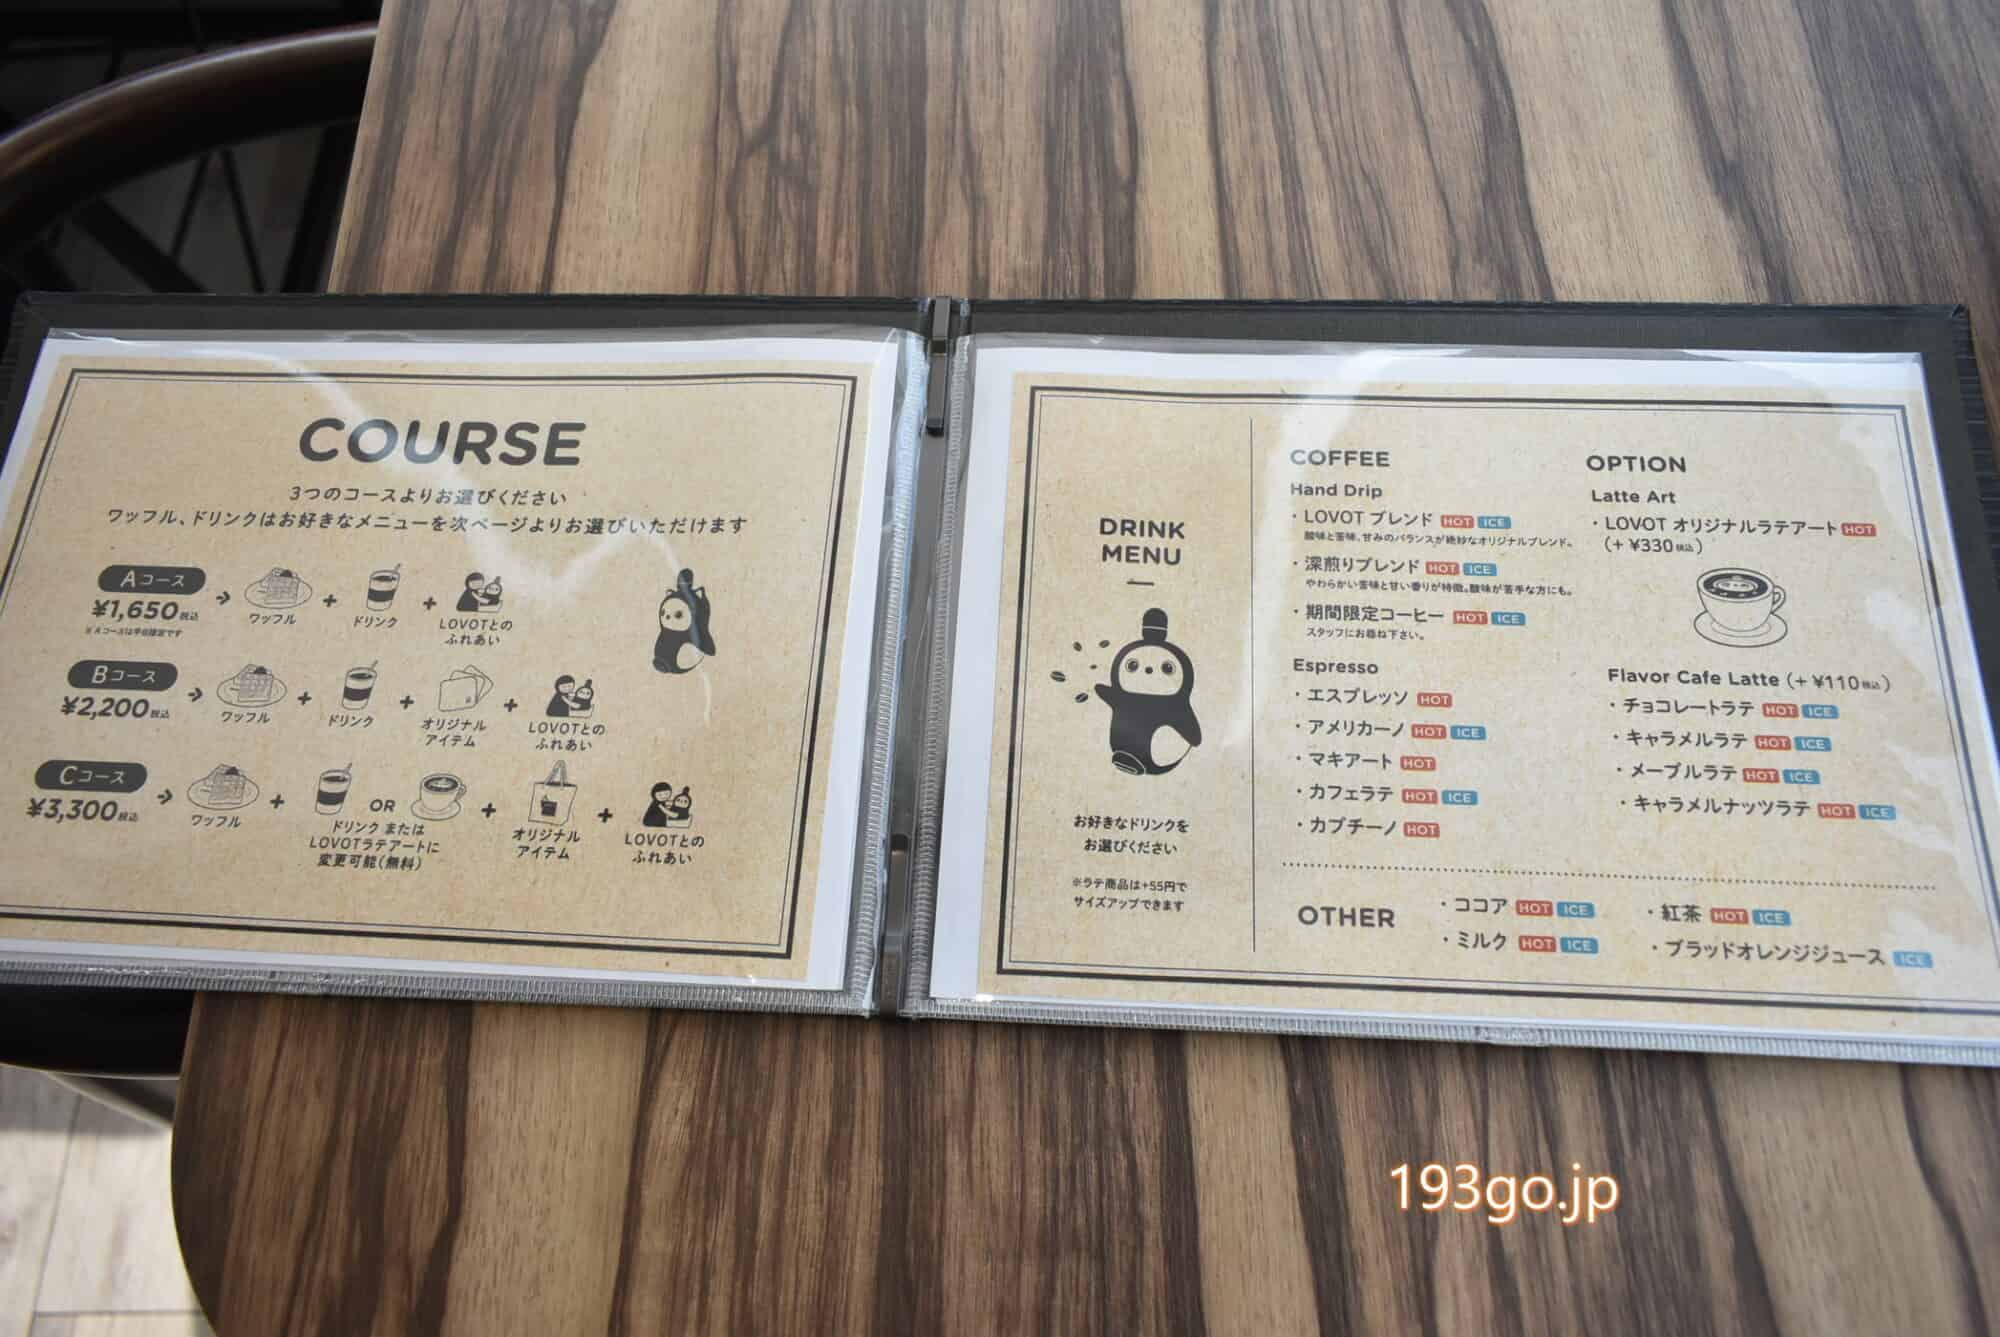 COURSE
3つのコースよりお選びください
ワッフル、ドリンクはお好きなメニューを次ページよりお選びいただけます
Aコース
¥1,650税込
※Aコースは平日限定です
ワッフル
+
ドリンク
+
LOVOTとの
ふれあい
Bコース
¥2,200税込
ワッフル
+
ドリンク
+
オリジナル
アイテム
+
LOVOTとの
ふれあい
Cコース
¥3,300税込
ワッフル
+
OR
ドリンク または
LOVOTラテアートに
変更可能(無料)
+
オリジナル
アイテム
+
LOVOTとの
ふれあい
DRINK
MENU
お好きなドリンクを
お選びください
※ラテ商品は+55円で
サイズアップできます
COFFEE
Hand Drip
・LOVOT ブレンド HOT ICE
酸味と苦味、甘みのバランスが絶妙なオリジナルブレンド。
・深煎りブレンド HOT ICE
やわらかい苦味と甘い香りが特徴。酸味が苦手な方にも。
・期間限定コーヒー HOT ICE
スタッフにお尋ね下さい。
Espresso
・エスプレッソ HOT
・アメリカーノ HOT ICE
・マキアート HOT
・カフェラテ HOT ICE
・カプチーノ HOT
OPTION
Latte Art
・LOVOT オリジナルラテアート HOT
(+ ¥330税込)
Flavor Cafe Latte (+ ¥110税込)
・チョコレートラテ HOT ICE
・キャラメルラテ HOT ICE
・メープルラテ HOT ICE
・キャラメルナッツラテ HOT ICE
OTHER
・ココア HOT ICE
・ミルク HOT ICE
・紅茶 HOT ICE
・ブラッドオレンジジュース ICE
193go.jp